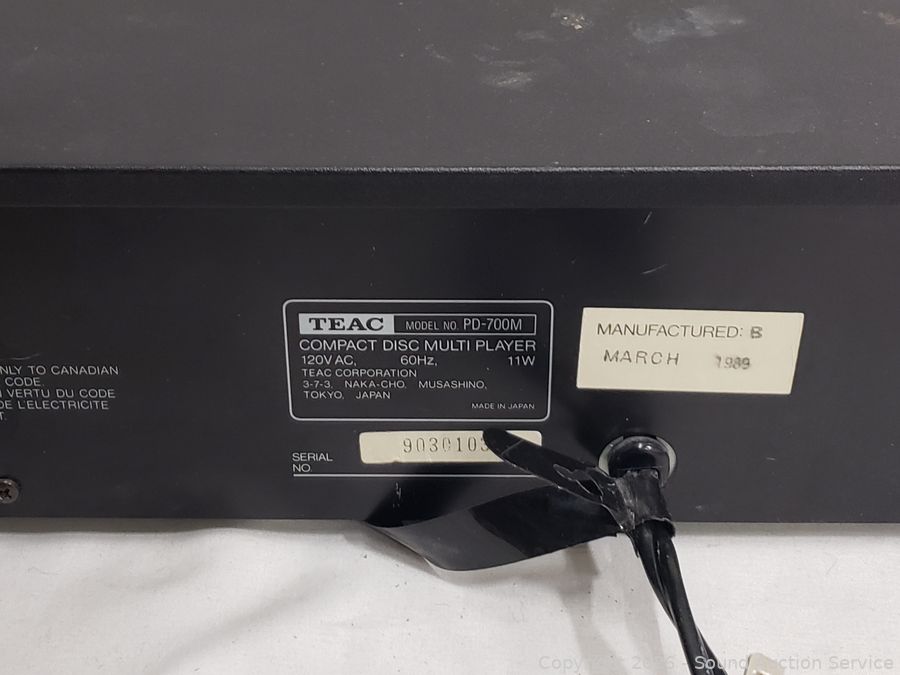 NLY TO CANADIAN
CODE.
VERTU DU CODE
L'ELECTRICITE
TEAC MODEL NO. PD-700M
COMPACT DISC MULTI PLAYER
120V AC, 60Hz, 11W
TEAC CORPORATION
3-7-3, NAKA-CHO, MUSASHINO,
TOKYO, JAPAN
MADE IN JAPAN
SERIAL
NO.
MANUFACTURED: B
MARCH 1989
Sound Auction Service